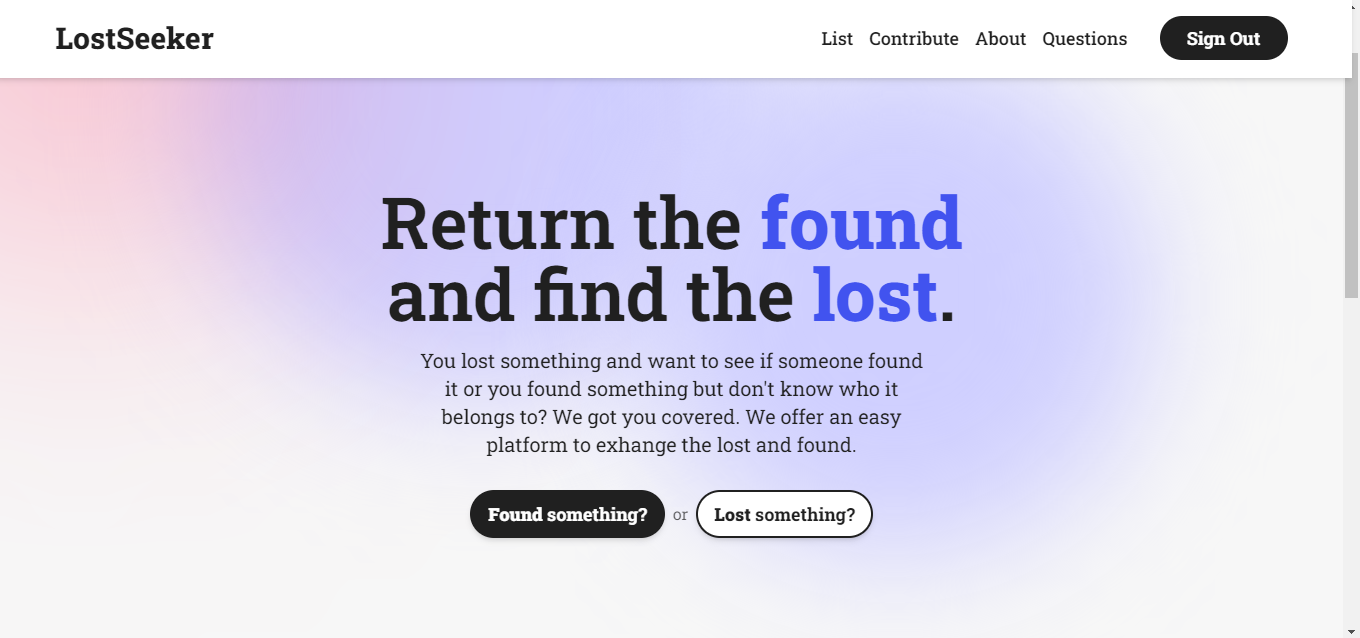 LostSeeker
List Contribute About Questions Sign Out
Return the found
and find the lost.
You lost something and want to see if someone found
it or you found something but don't know who it
belongs to? We got you covered. We offer an easy
platform to exhange the lost and found.
Found something? or Lost something?